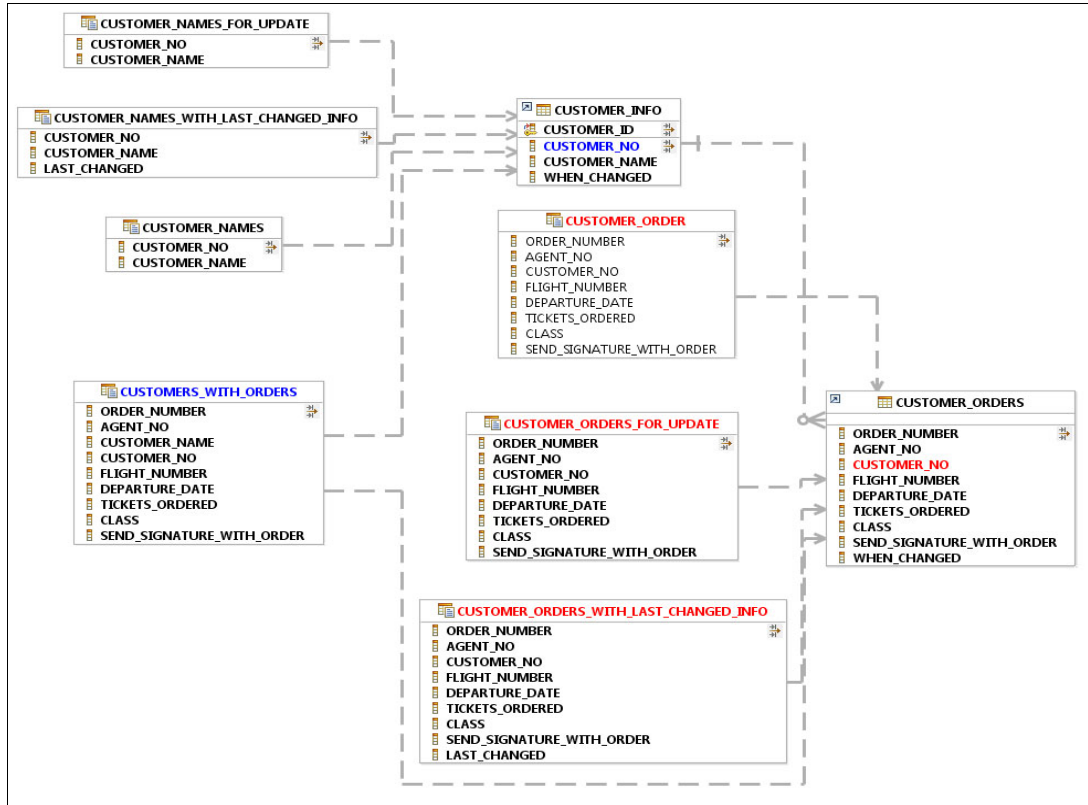 CUSTOMER_NAMES_FOR_UPDATE
CUSTOMER_NO
CUSTOMER_NAME
CUSTOMER_NAMES_WITH_LAST_CHANGED_INFO
CUSTOMER_NO
CUSTOMER_NAME
LAST_CHANGED
CUSTOMER_INFO
CUSTOMER_ID
CUSTOMER_NO
CUSTOMER_NAME
WHEN_CHANGED
CUSTOMER_NAMES
CUSTOMER_NO
CUSTOMER_NAME
CUSTOMER_ORDER
ORDER_NUMBER
AGENT_NO
CUSTOMER_NO
FLIGHT_NUMBER
DEPARTURE_DATE
TICKETS_ORDERED
CLASS
SEND_SIGNATURE_WITH_ORDER
CUSTOMERS_WITH_ORDERS
ORDER_NUMBER
AGENT_NO
CUSTOMER_NAME
CUSTOMER_NO
FLIGHT_NUMBER
DEPARTURE_DATE
TICKETS_ORDERED
CLASS
SEND_SIGNATURE_WITH_ORDER
CUSTOMER_ORDERS_FOR_UPDATE
ORDER_NUMBER
AGENT_NO
CUSTOMER_NO
FLIGHT_NUMBER
DEPARTURE_DATE
TICKETS_ORDERED
CLASS
SEND_SIGNATURE_WITH_ORDER
CUSTOMER_ORDERS
ORDER_NUMBER
AGENT_NO
CUSTOMER_NO
FLIGHT_NUMBER
DEPARTURE_DATE
TICKETS_ORDERED
CLASS
SEND_SIGNATURE_WITH_ORDER
WHEN_CHANGED
CUSTOMER_ORDERS_WITH_LAST_CHANGED_INFO
ORDER_NUMBER
AGENT_NO
CUSTOMER_NO
FLIGHT_NUMBER
DEPARTURE_DATE
TICKETS_ORDERED
CLASS
SEND_SIGNATURE_WITH_ORDER
LAST_CHANGED